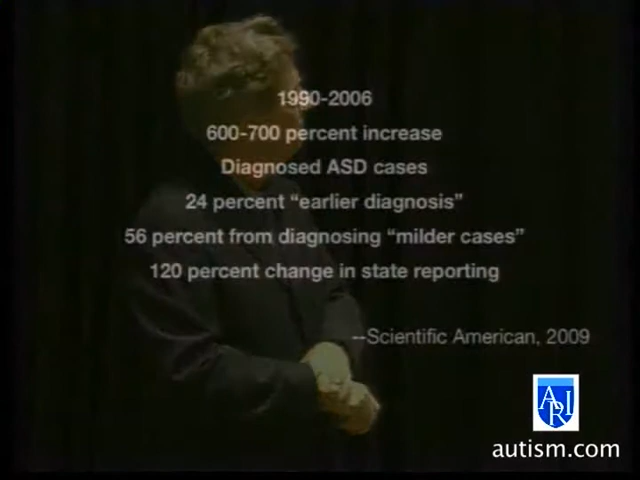 1990-2006
600-700 percent increase
Diagnosed ASD cases
24 percent “earlier diagnosis”
56 percent from diagnosing “milder cases”
120 percent change in state reporting
--Scientific American, 2009
ARI
autism.com